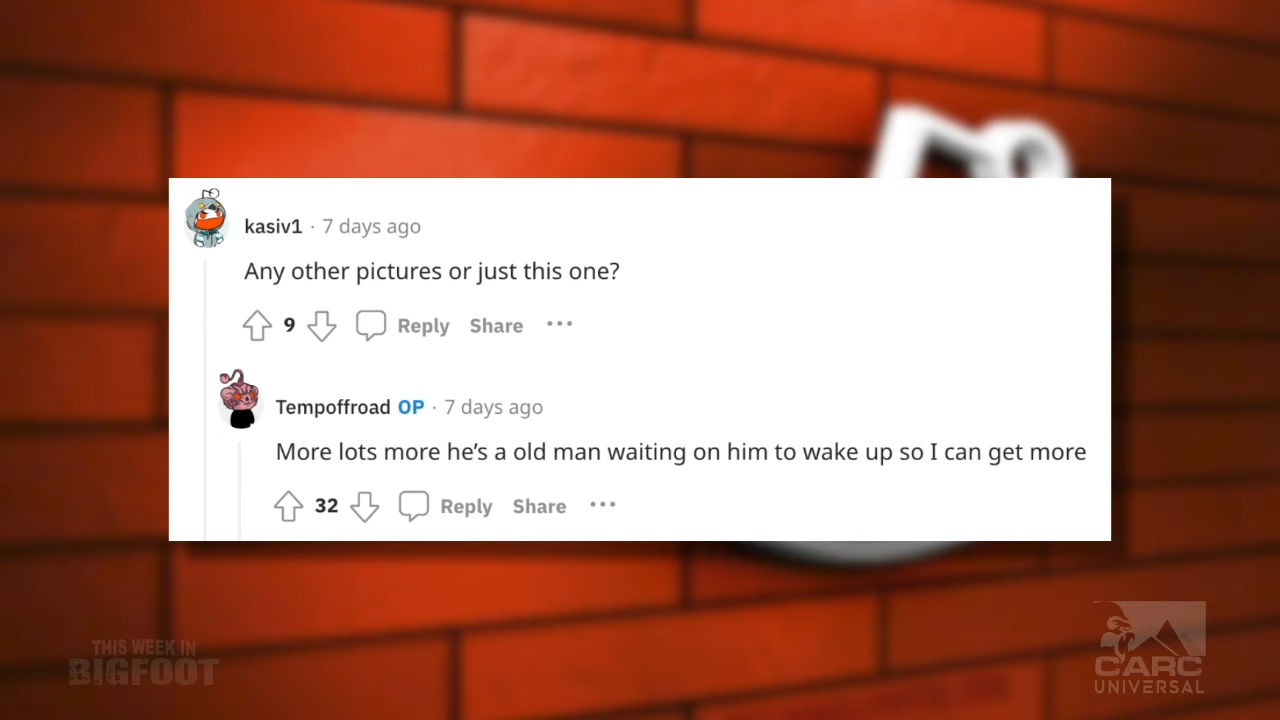 kasiv1 · 7 days ago
Any other pictures or just this one?
9 Reply Share ···
Tempoffroad OP · 7 days ago
More lots more he's a old man waiting on him to wake up so I can get more
32 Reply Share ···
THIS WEEK IN
BIGFOOT
CARC
UNIVERSAL